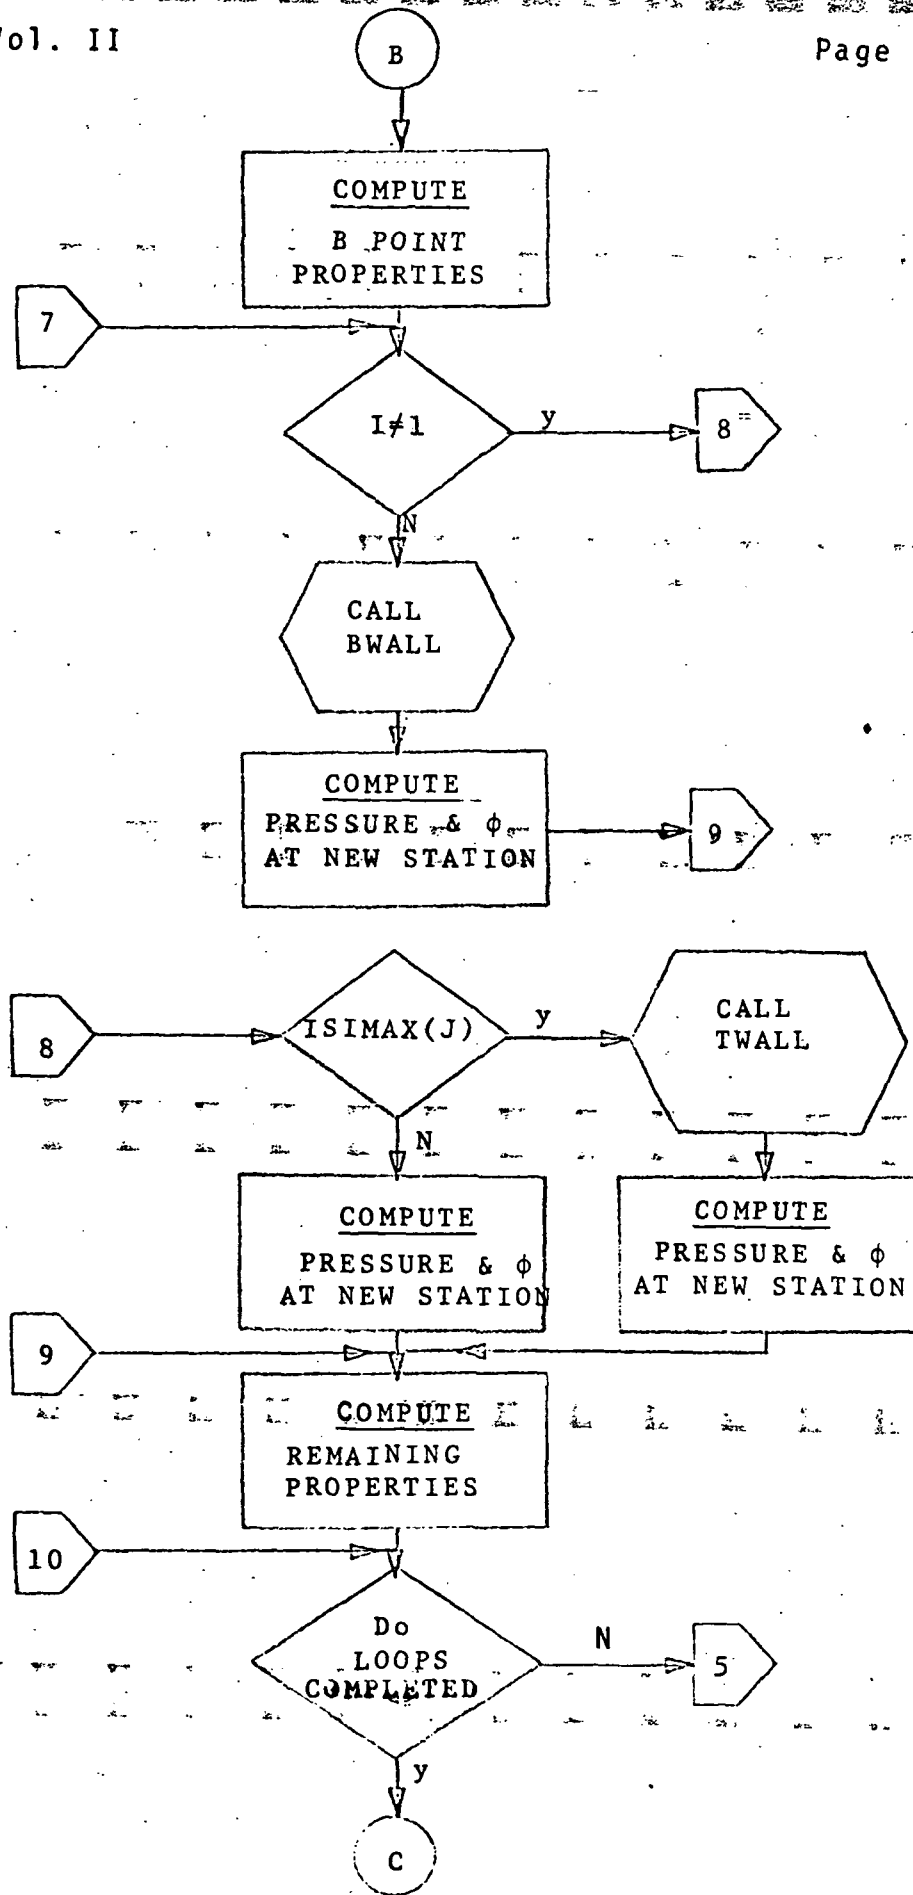 Vol. II
Page
B
COMPUTE
B POINT
PROPERTIES
7
I≠1
y
8
N
CALL
BWALL
COMPUTE
PRESSURE & ϕ
AT NEW STATION
9
8
ISIMAX(J)
y
CALL
TWALL
N
COMPUTE
PRESSURE & ϕ
AT NEW STATION
COMPUTE
PRESSURE & ϕ
AT NEW STATION
9
COMPUTE
REMAINING
PROPERTIES
10
Do
LOOPS
COMPLETED
N
5
y
C